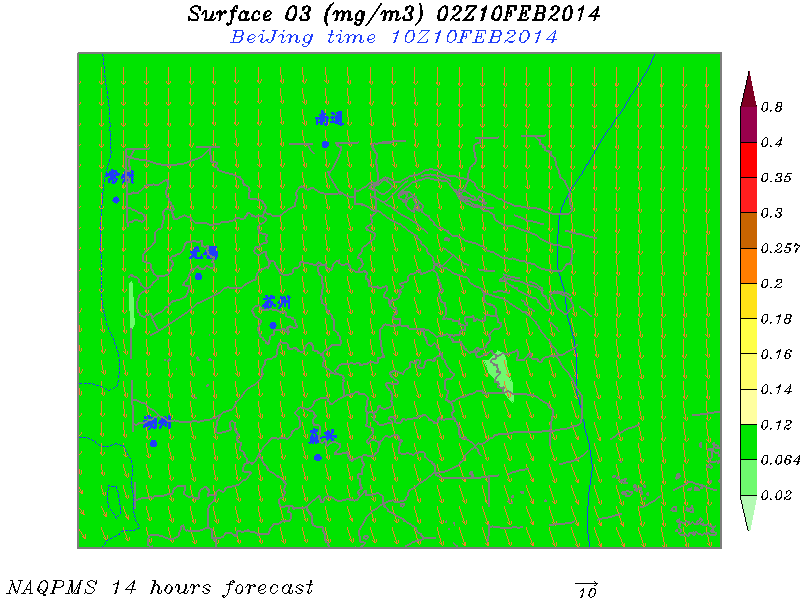 Surface O3 (mg/m3) 02Z10FEB2014
BeiJing time 10Z10FEB2014
南通
常州
无锡
苏州
湖州
嘉兴
0.8
0.4
0.35
0.3
0.257
0.2
0.18
0.16
0.14
0.12
0.064
0.02
NAQPMS 14 hours forecast
10